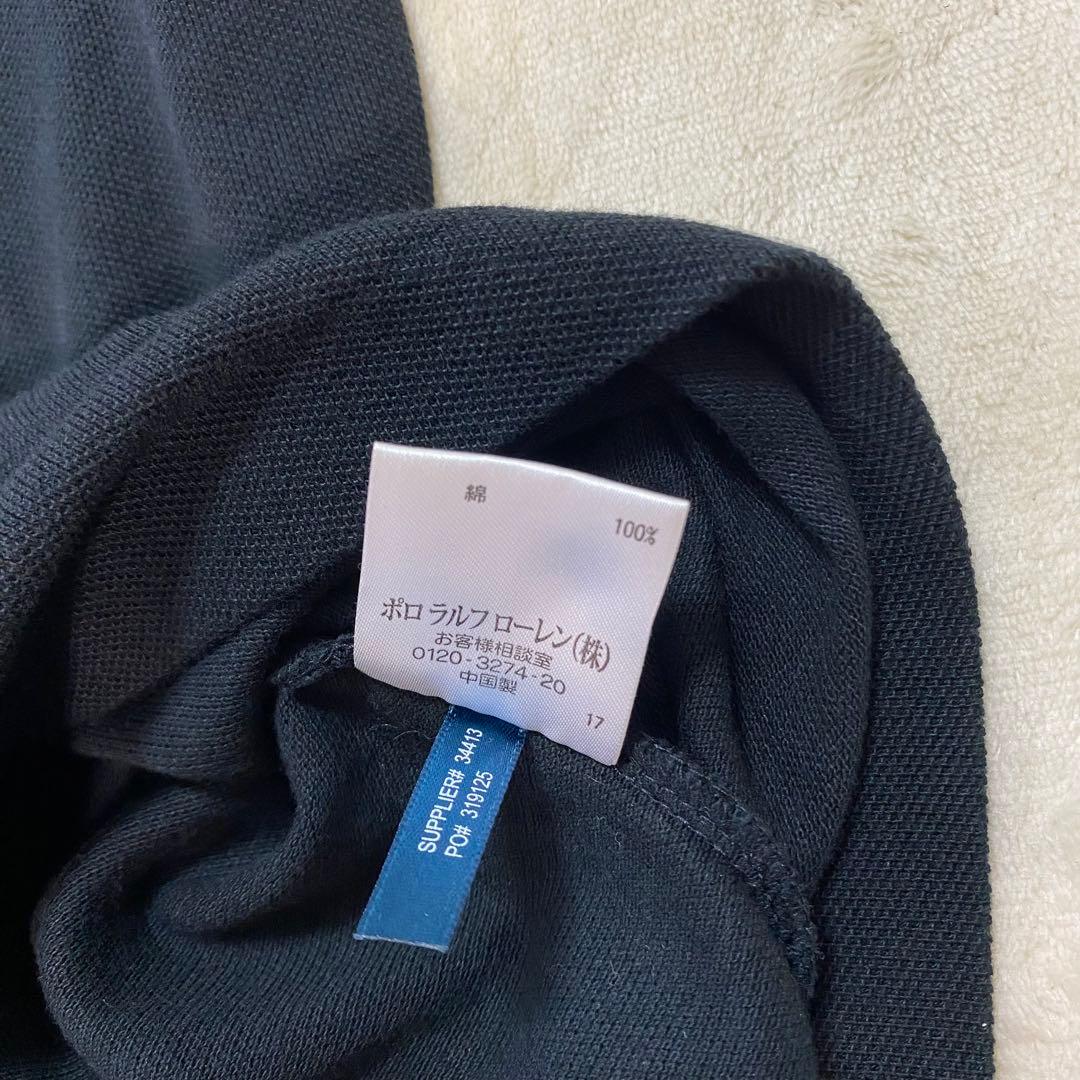 綿
100%
ポロ ラルフ ローレン(株)
お客様相談室
0120-3274-20
中国製
17
SUPPLIER# 34413
PO# 319125